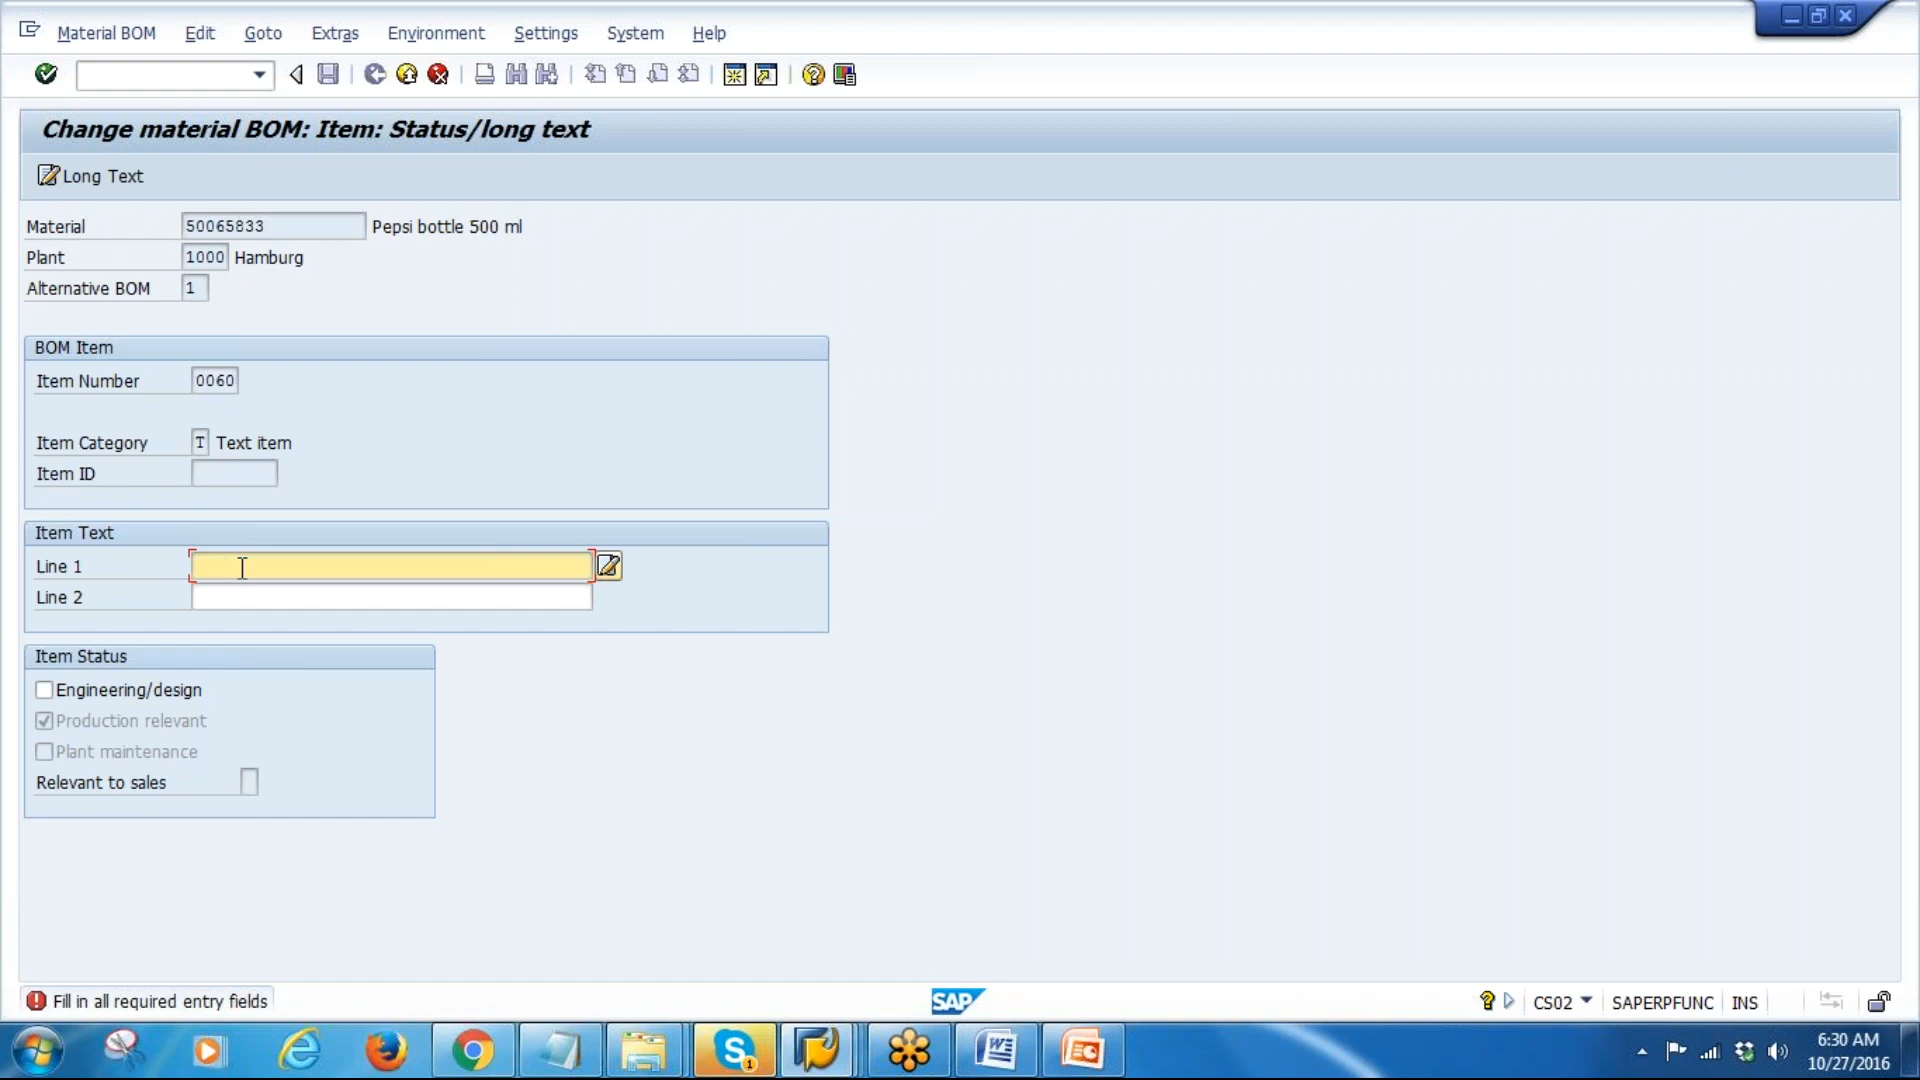 Material BOM Edit Goto Extras Environment Settings System Help
Change material BOM: Item: Status/long text
Long Text
Material 50065833 Pepsi bottle 500 ml
Plant 1000 Hamburg
Alternative BOM 1
BOM Item
Item Number 0060
Item Category T Text item
Item ID
Item Text
Line 1
Line 2
Item Status
Engineering/design
Production relevant
Plant maintenance
Relevant to sales
Fill in all required entry fields SAP CS02 SAPERPFUNC INS
6:30 AM
10/27/2016